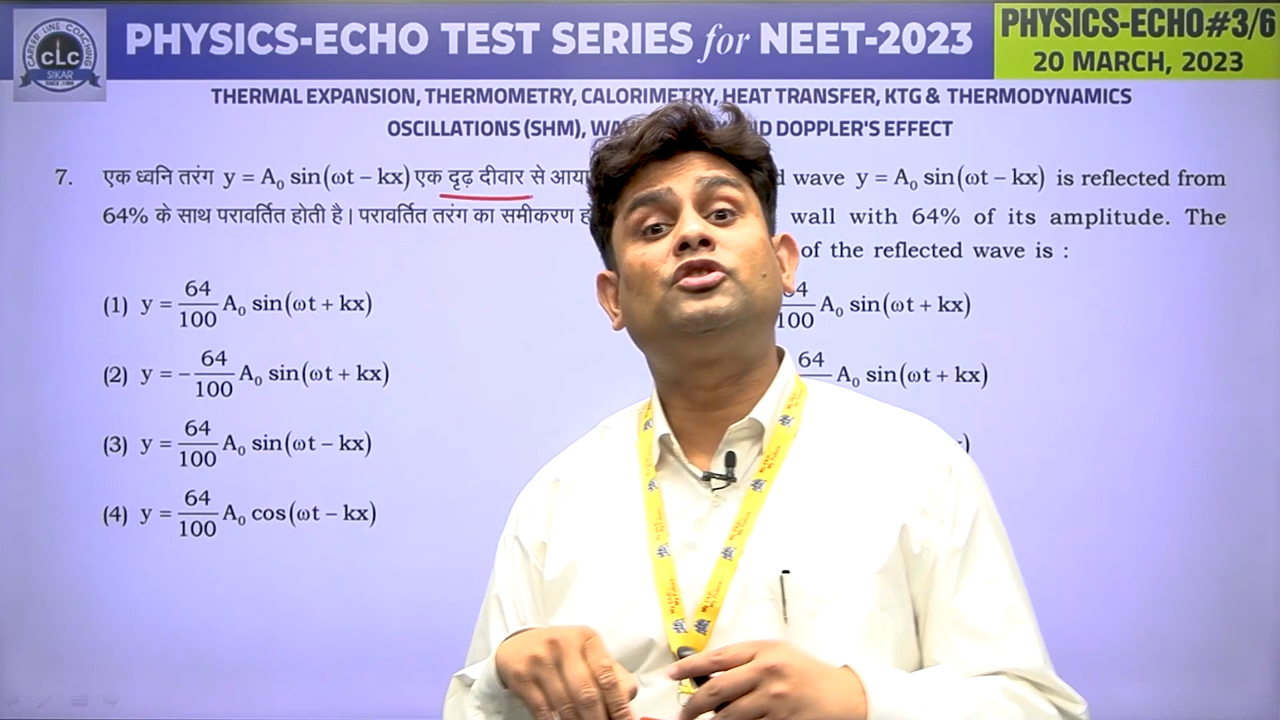 CAREER LINE COACHING
CLC
SIKAR
PHYSICS-ECHO TEST SERIES for NEET-2023
PHYSICS-ECHO#3/6
20 MARCH, 2023
THERMAL EXPANSION, THERMOMETRY, CALORIMETRY, HEAT TRANSFER, KTG & THERMODYNAMICS
OSCILLATIONS (SHM), DOPPLER'S EFFECT
7. एक ध्वनि तरंग y = A₀ sin(ωt – kx) एक दृढ़ दीवार से
64% के साथ परावर्तित होती है। परावर्तित तरंग का समीकरण
(1) y = 64/100 A₀ sin(ωt + kx)
(2) y = – 64/100 A₀ sin(ωt + kx)
(3) y = 64/100 A₀ sin(ωt – kx)
(4) y = 64/100 A₀ cos(ωt – kx)
wave y = A₀ sin(ωt – kx) is reflected from
wall with 64% of its amplitude. The
of the reflected wave is :
100 A₀ sin(ωt + kx)
64 A₀ sin(ωt + kx)